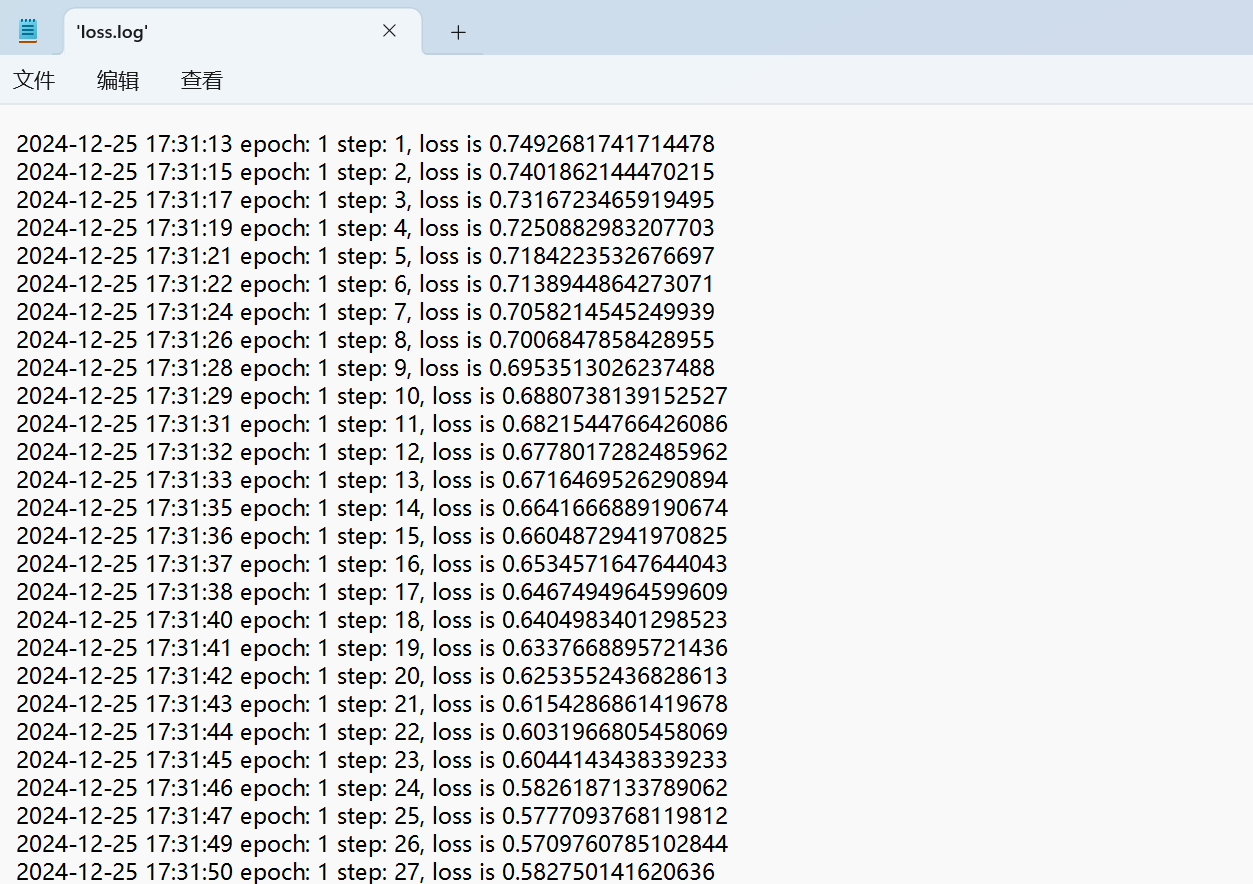 'loss.log'
文件 编辑 查看
2024-12-25 17:31:13 epoch: 1 step: 1, loss is 0.7492681741714478
2024-12-25 17:31:15 epoch: 1 step: 2, loss is 0.7401862144470215
2024-12-25 17:31:17 epoch: 1 step: 3, loss is 0.7316723465919495
2024-12-25 17:31:19 epoch: 1 step: 4, loss is 0.7250882983207703
2024-12-25 17:31:21 epoch: 1 step: 5, loss is 0.7184223532676697
2024-12-25 17:31:22 epoch: 1 step: 6, loss is 0.7138944864273071
2024-12-25 17:31:24 epoch: 1 step: 7, loss is 0.7058214545249939
2024-12-25 17:31:26 epoch: 1 step: 8, loss is 0.7006847858428955
2024-12-25 17:31:28 epoch: 1 step: 9, loss is 0.6953513026237488
2024-12-25 17:31:29 epoch: 1 step: 10, loss is 0.6880738139152527
2024-12-25 17:31:31 epoch: 1 step: 11, loss is 0.6821544766426086
2024-12-25 17:31:32 epoch: 1 step: 12, loss is 0.6778017282485962
2024-12-25 17:31:33 epoch: 1 step: 13, loss is 0.6716469526290894
2024-12-25 17:31:35 epoch: 1 step: 14, loss is 0.6641666889190674
2024-12-25 17:31:36 epoch: 1 step: 15, loss is 0.6604872941970825
2024-12-25 17:31:37 epoch: 1 step: 16, loss is 0.6534571647644043
2024-12-25 17:31:38 epoch: 1 step: 17, loss is 0.6467494964599609
2024-12-25 17:31:40 epoch: 1 step: 18, loss is 0.6404983401298523
2024-12-25 17:31:41 epoch: 1 step: 19, loss is 0.6337668895721436
2024-12-25 17:31:42 epoch: 1 step: 20, loss is 0.6253552436828613
2024-12-25 17:31:43 epoch: 1 step: 21, loss is 0.6154286861419678
2024-12-25 17:31:44 epoch: 1 step: 22, loss is 0.6031966805458069
2024-12-25 17:31:45 epoch: 1 step: 23, loss is 0.6044143438339233
2024-12-25 17:31:46 epoch: 1 step: 24, loss is 0.5826187133789062
2024-12-25 17:31:47 epoch: 1 step: 25, loss is 0.5777093768119812
2024-12-25 17:31:49 epoch: 1 step: 26, loss is 0.5709760785102844
2024-12-25 17:31:50 epoch: 1 step: 27, loss is 0.582750141620636